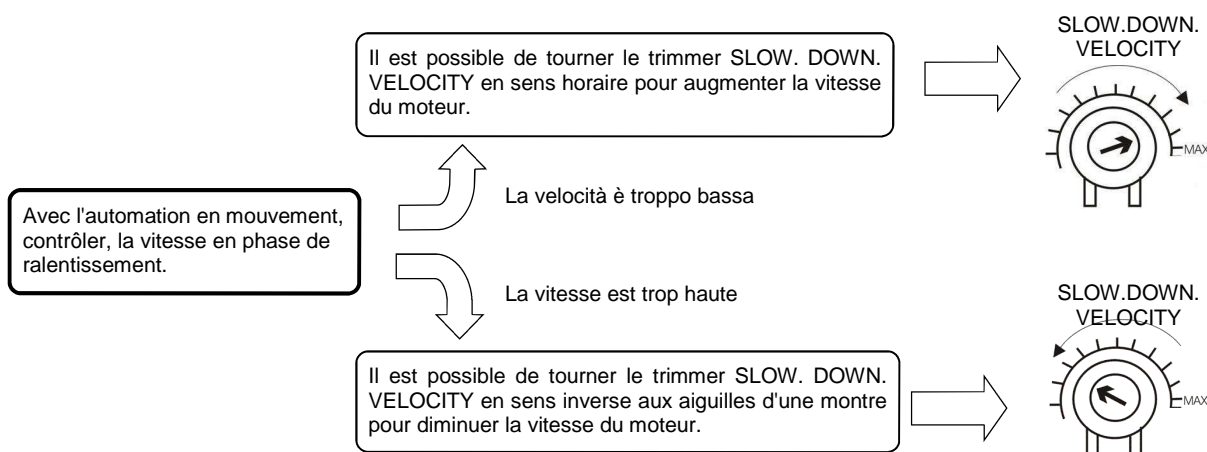 Il est possible de tourner le trimmer SLOW. DOWN.
VELOCITY en sens horaire pour augmenter la vitesse
du moteur.
SLOW.DOWN.
VELOCITY
MAX
La velocità è troppo bassa
Avec l'automation en mouvement,
contrôler, la vitesse en phase de
ralentissement.
La vitesse est trop haute
Il est possible de tourner le trimmer SLOW. DOWN.
VELOCITY en sens inverse aux aiguilles d'une montre
pour diminuer la vitesse du moteur.
SLOW.DOWN.
VELOCITY
MAX